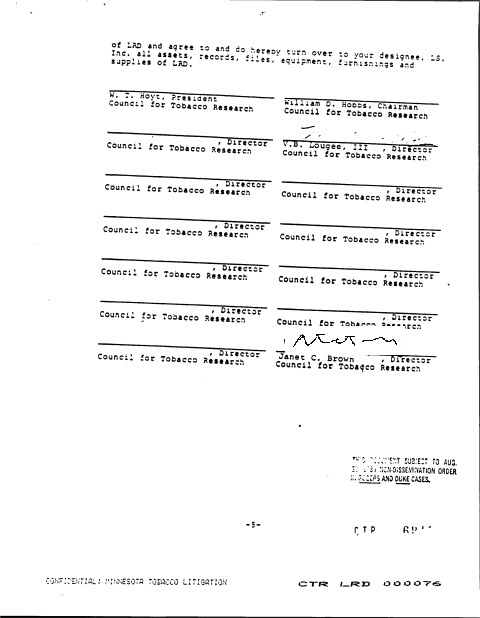 of LRD and agree to and do hereby turn over to your designee, LS,
Inc. all assets, records, files, equipment, furnishings and
supplies of LRD.
W. T. Hoyt, President
Council for Tobacco Research
William D. Hobbs, Chairman
Council for Tobacco Research
, Director
Council for Tobacco Research
V.B. Lougee, III , Director
Council for Tobacco Research
, Director
Council for Tobacco Research
, Director
Council for Tobacco Research
, Director
Council for Tobacco Research
, Director
Council for Tobacco Research
, Director
Council for Tobacco Research
, Director
Council for Tobacco Research
, Director
Council for Tobacco Research
, Director
Council for Tobacco Research
, Director
Council for Tobacco Research
Janet C. Brown , Director
Council for Tobacco Research
THIS DOCUMENT SUBJECT TO AUG.
NON-DISSEMINATION ORDER
AND DUKE CASES.
-5-
CTR
CONFIDENTIAL: MINNESOTA TOBACCO LITIGATION
CTR LRD 000076